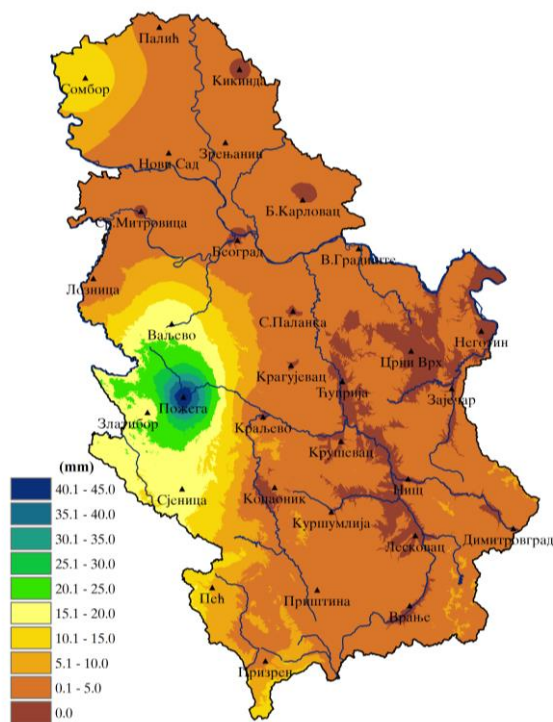 Палић
Кикинда
Сомбор
Зрењанин
Нови Сад
Б.Карловац
Ср.Митровица
Београд
В.Градиште
Лозница
С.Паланка
Ваљево
Неготин
Црни Врх
Крагујевац
Ћуприја
Зајечар
Пожега
Златибор
Краљево
Крушевац
(mm)
40.1 - 45.0
35.1 - 40.0
30.1 - 35.0
25.1 - 30.0
20.1 - 25.0
15.1 - 20.0
10.1 - 15.0
5.1 - 10.0
0.1 - 5.0
0.0
Сјеница
Копаоник
Ниш
Куршумлија
Димитровград
Лесковац
Пећ
Приштина
Врање
Призрен